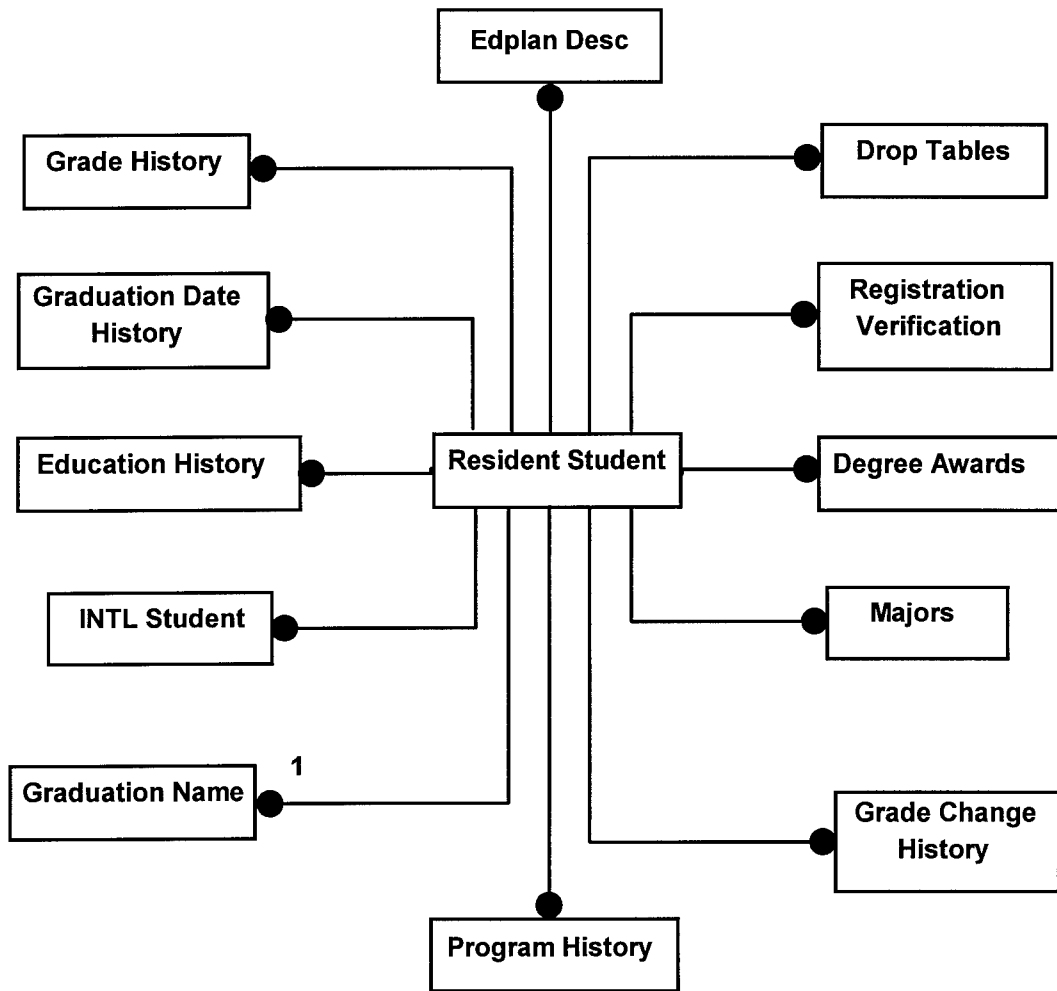 Edplan Desc
Grade History
Drop Tables
Graduation Date
History
Registration
Verification
Education History
Resident Student
Degree Awards
INTL Student
Majors
1
Graduation Name
Grade Change
History
Program History